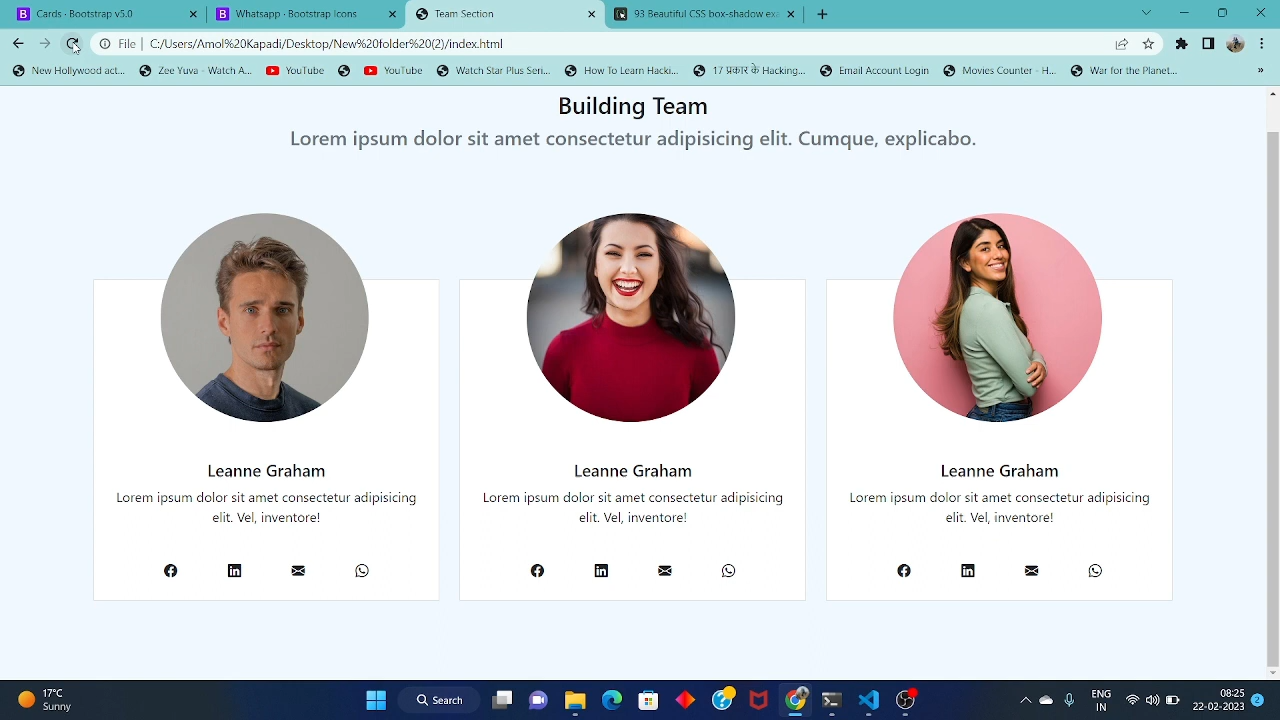 Cards · Bootstrap v5.0
Whatsapp · Bootstrap Icons
Team Section
93 Beautiful CSS box-shadow exa
File
C:/Users/Amol%20Kapadi/Desktop/New%20folder%20(2)/index.html
New Hollywood act...
Zee Yuva - Watch A...
YouTube
YouTube
Watch Star Plus Seri...
How To Learn Hacki...
17 प्रकार के Hacking...
Email Account Login
Movies Counter - H...
War for the Planet...
»
Building Team
Lorem ipsum dolor sit amet consectetur adipisicing elit. Cumque, explicabo.
Leanne Graham
Lorem ipsum dolor sit amet consectetur adipisicing
elit. Vel, inventore!
Leanne Graham
Lorem ipsum dolor sit amet consectetur adipisicing
elit. Vel, inventore!
Leanne Graham
Lorem ipsum dolor sit amet consectetur adipisicing
elit. Vel, inventore!
17°C
Sunny
Search
ENG
IN
08:25
22-02-2023
2